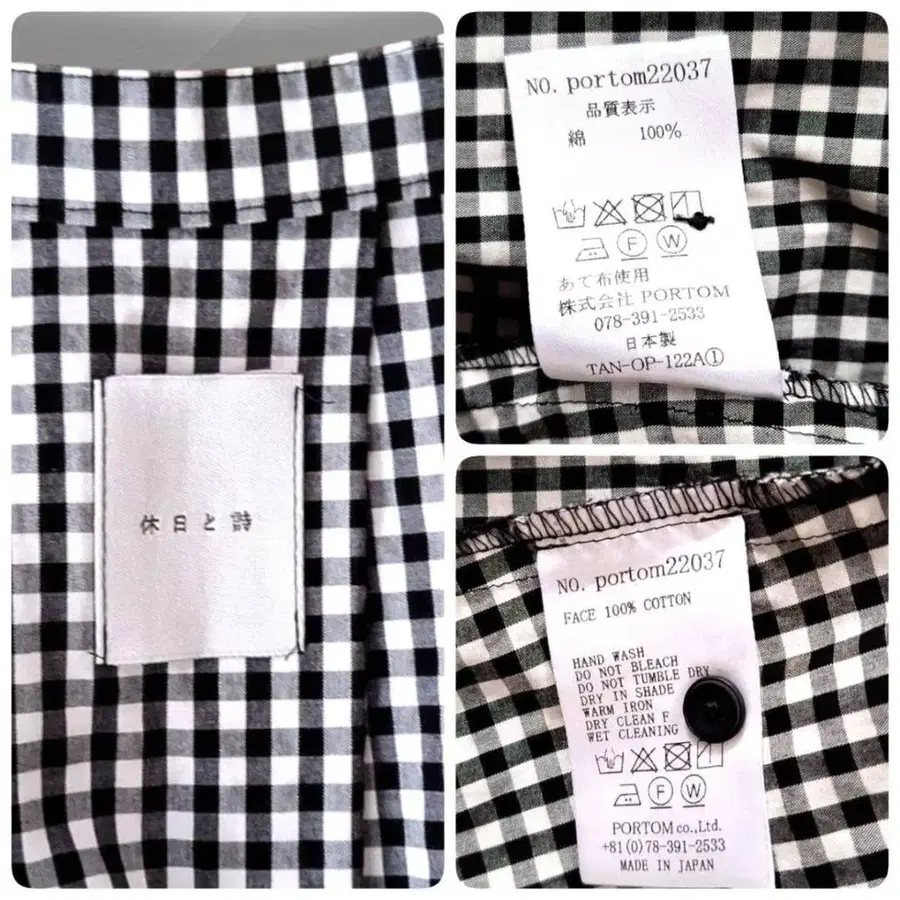 休日と詩
NO. portom22037
品質表示
綿 100%
F W
あて布使用
株式会社 PORTOM
078-391-2533
日本製
TAN-OP-122A①
NO. portom22037
FACE 100% COTTON
HAND WASH
DO NOT BLEACH
DO NOT TUMBLE DRY
DRY IN SHADE
WARM IRON
DRY CLEAN F
WET CLEANING
F W
PORTOM co.,Ltd.
+81(0)78-391-2533
MADE IN JAPAN